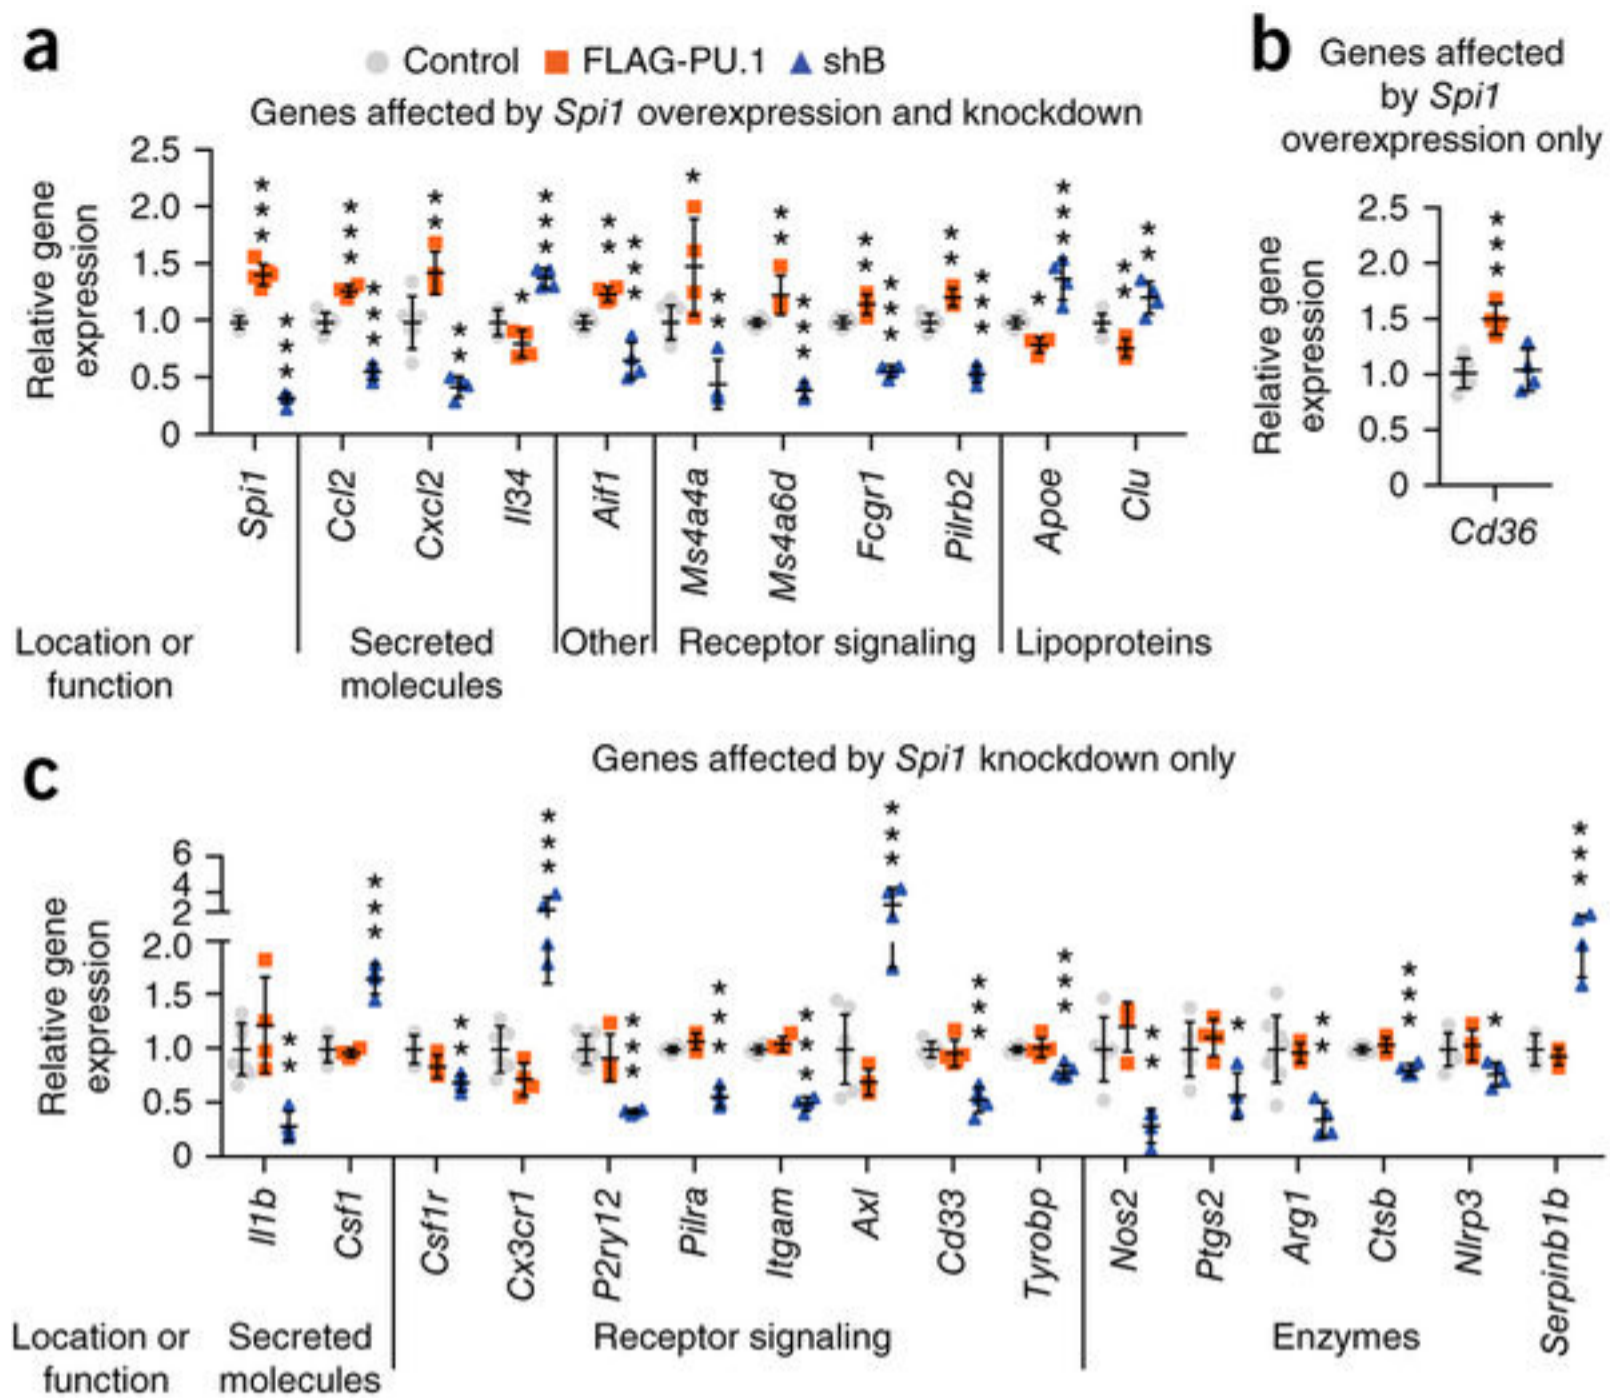 a
Control FLAG-PU.1 shB
Genes affected by Spi1 overexpression and knockdown
Relative gene
expression
2.5
2.0
1.5
1.0
0.5
0
*** *** *** *** ** *** * *** ** *** * ** ** *** ** *** ** *** * **** ** **
Spi1 Ccl2 Cxcl2 Il34 Aif1 Ms4a4a Ms4a6d Fcgr1 Pilrb2 Apoe Clu
Location or
function
Secreted
molecules
Other
Receptor signaling
Lipoproteins
b
Genes affected
by Spi1
overexpression only
Relative gene
expression
2.5
2.0
1.5
1.0
0.5
0
***
Cd36
c
Genes affected by Spi1 knockdown only
Relative gene
expression
6
4
2
2.0
1.5
1.0
0.5
0
** *** ** *** *** *** *** *** *** *** ** * ** *** * ***
Il1b Csf1 Csf1r Cx3cr1 P2ry12 Pilra Itgam Axl Cd33 Tyrobp Nos2 Ptgs2 Arg1 Ctsb Nlrp3 Serpinb1b
Location or
function
Secreted
molecules
Receptor signaling
Enzymes